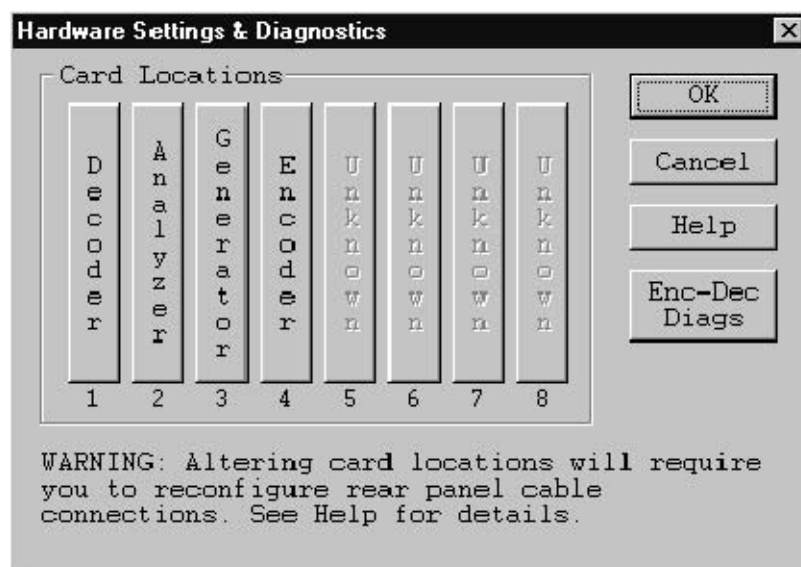 Hardware Settings & Diagnostics
Card Locations
Decoder
Analyzer
Generator
Encoder
Unknown
Unknown
Unknown
Unknown
1 2 3 4 5 6 7 8
OK
Cancel
Help
Enc-Dec
Diags
WARNING: Altering card locations will require
you to reconfigure rear panel cable
connections. See Help for details.